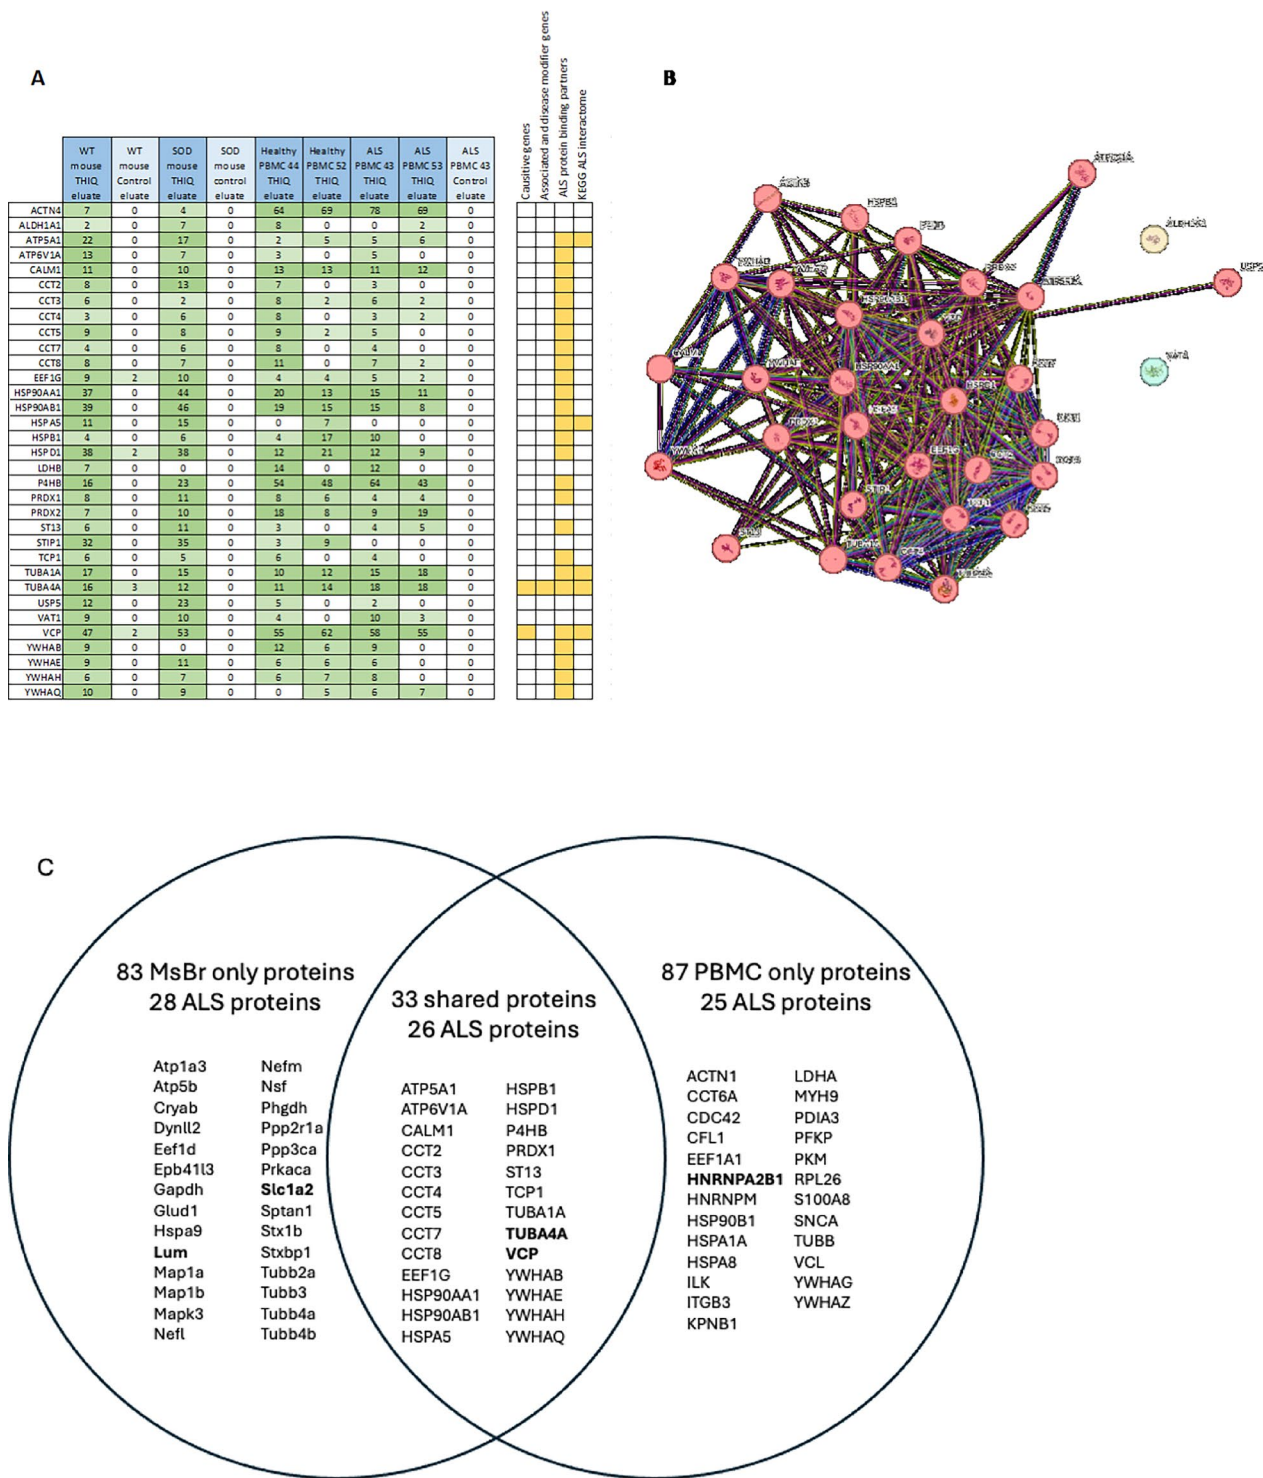 A
B
Causitive genes
Associated and disease modifier genes
ALS protein binding partners
KEGG ALS interactome
WT mouse THIQ eluate
WT mouse Control eluate
SOD mouse THIQ eluate
SOD mouse control eluate
Healthy PBMC 44 THIQ eluate
Healthy PBMC 52 THIQ eluate
ALS PBMC 43 THIQ eluate
ALS PBMC 53 THIQ eluate
ALS PBMC 43 Control eluate
ACTN4 7 0 4 0 64 69 78 69 0
ALDH1A1 2 0 7 0 8 0 0 2 0
ATP5A1 22 0 17 0 2 5 5 6 0
ATP6V1A 13 0 7 0 3 0 5 0 0
CALM1 11 0 10 0 13 13 11 12 0
CCT2 8 0 13 0 7 0 3 0 0
CCT3 6 0 2 0 8 2 6 2 0
CCT4 3 0 6 0 8 0 3 2 0
CCT5 9 0 8 0 9 2 5 0 0
CCT7 4 0 6 0 8 0 4 0 0
CCT8 8 0 7 0 11 0 7 2 0
EEF1G 9 2 10 0 4 4 5 2 0
HSP90AA1 37 0 44 0 20 13 15 11 0
HSP90AB1 39 0 46 0 19 15 15 8 0
HSPA5 11 0 15 0 0 7 0 0 0
HSPB1 4 0 6 0 4 17 10 0 0
HSPD1 38 2 38 0 12 21 12 9 0
LDHB 7 0 0 0 14 0 12 0 0
P4HB 16 0 23 0 54 48 64 43 0
PRDX1 8 0 11 0 8 6 4 4 0
PRDX2 7 0 10 0 18 8 9 19 0
ST13 6 0 11 0 3 0 4 5 0
STIP1 32 0 35 0 3 9 0 0 0
TCP1 6 0 5 0 6 0 4 0 0
TUBA1A 17 0 15 0 10 12 15 18 0
TUBA4A 16 3 12 0 11 14 18 18 0
USP5 12 0 23 0 5 0 2 0 0
VAT1 9 0 10 0 4 0 10 3 0
VCP 47 2 53 0 55 62 58 55 0
YWHAB 9 0 0 0 12 6 9 0 0
YWHAE 9 0 11 0 6 6 6 0 0
YWHAH 6 0 7 0 6 7 8 0 0
YWHAQ 10 0 9 0 0 5 6 7 0
HSP90AA1
C
83 MsBr only proteins
28 ALS proteins
33 shared proteins
26 ALS proteins
87 PBMC only proteins
25 ALS proteins
Atp1a3 Nefm
Atp5b Nsf
Cryab Phgdh
Dynll2 Ppp2r1a
Eef1d Ppp3ca
Epb41l3 Prkaca
Gapdh Slc1a2
Glud1 Sptan1
Hspa9 Stx1b
Lum Stxbp1
Map1a Tubb2a
Map1b Tubb3
Mapk3 Tubb4a
Nefl Tubb4b
ATP5A1 HSPB1
ATP6V1A HSPD1
CALM1 P4HB
CCT2 PRDX1
CCT3 ST13
CCT4 TCP1
CCT5 TUBA1A
CCT7 TUBA4A
CCT8 VCP
EEF1G YWHAB
HSP90AA1 YWHAE
HSP90AB1 YWHAH
HSPA5 YWHAQ
ACTN1 LDHA
CCT6A MYH9
CDC42 PDIA3
CFL1 PFKP
EEF1A1 PKM
HNRNPA2B1 RPL26
HNRNPM S100A8
HSP90B1 SNCA
HSPA1A TUBB
HSPA8 VCL
ILK YWHAG
ITGB3 YWHAZ
KPNB1